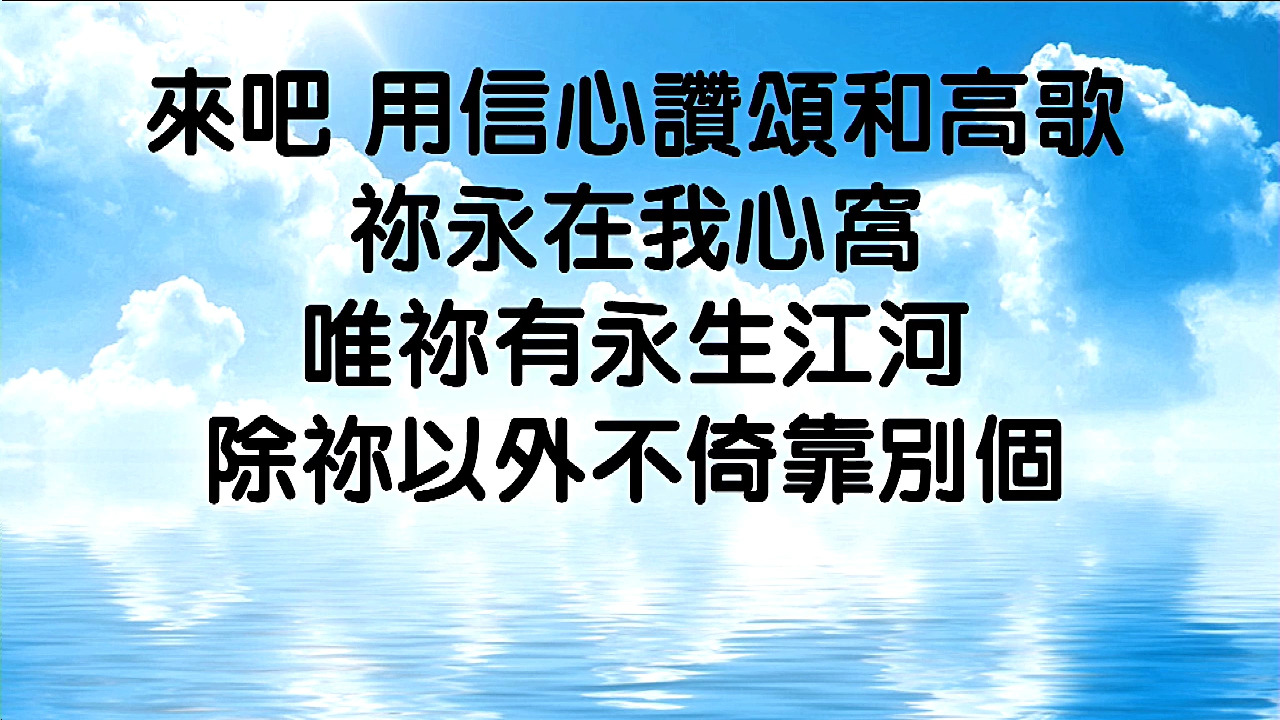 來吧 用信心讚頌和高歌
祢永在我心窩
唯祢有永生江河
除祢以外不倚靠別個